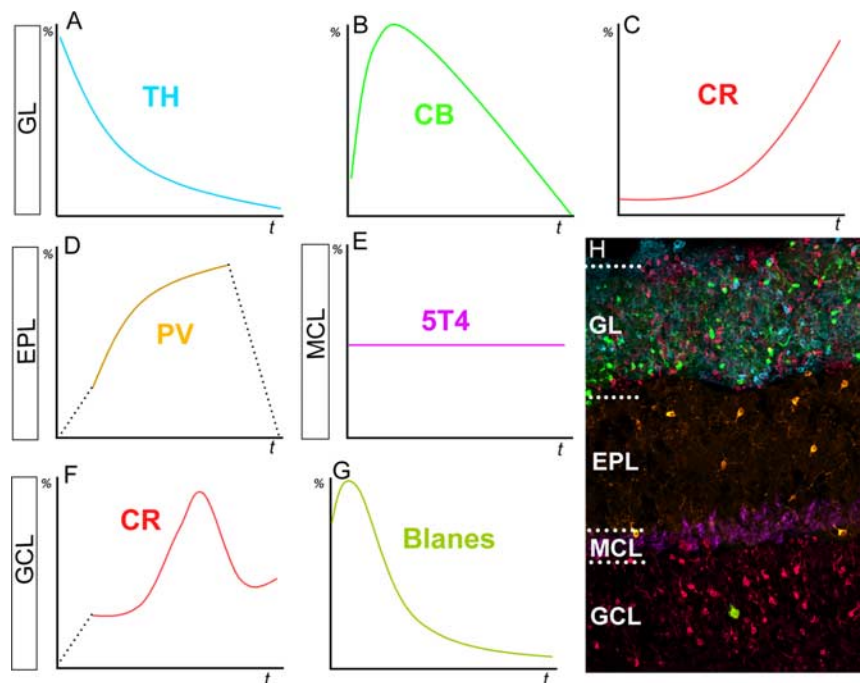 A
%
GL
TH
t
B
%
CB
t
C
%
CR
t
D
%
EPL
PV
t
E
%
MCL
5T4
t
F
%
GCL
CR
t
G
%
Blanes
t
H
GL
EPL
MCL
GCL